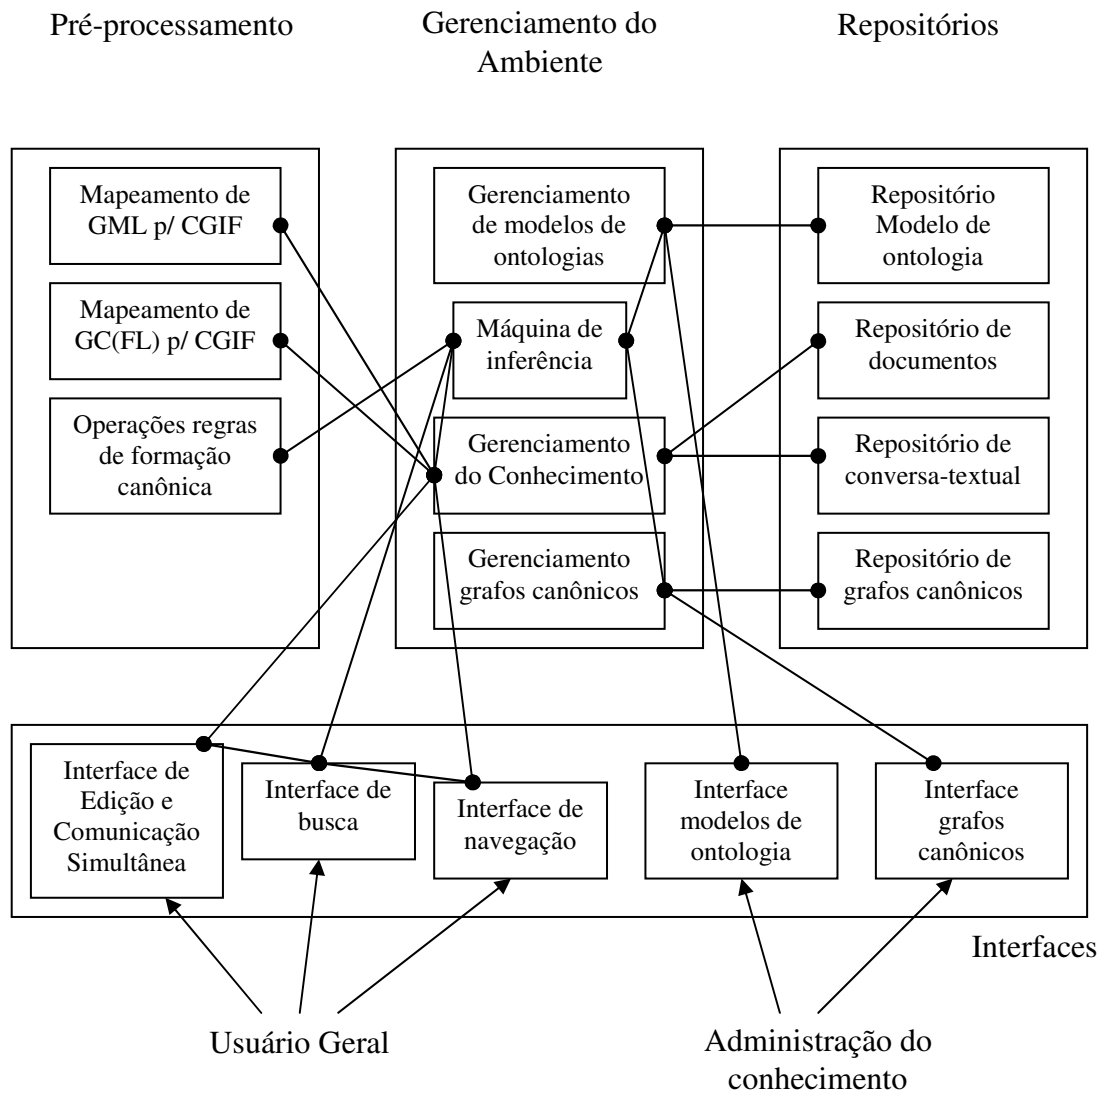 Pré-processamento
Gerenciamento do
Ambiente
Repositórios
Mapeamento de
GML p/ CGIF
Mapeamento de
GC(FL) p/ CGIF
Operações regras
de formação
canônica
Gerenciamento
de modelos de
ontologias
Máquina de
inferência
Gerenciamento
do Conhecimento
Gerenciamento
grafos canônicos
Repositório
Modelo de
ontologia
Repositório de
documentos
Repositório de
conversa-textual
Repositório de
grafos canônicos
Interface de
Edição e
Comunicação
Simultânea
Interface de
busca
Interface de
navegação
Interface
modelos de
ontologia
Interface
grafos
canônicos
Interfaces
Usuário Geral
Administração do
conhecimento